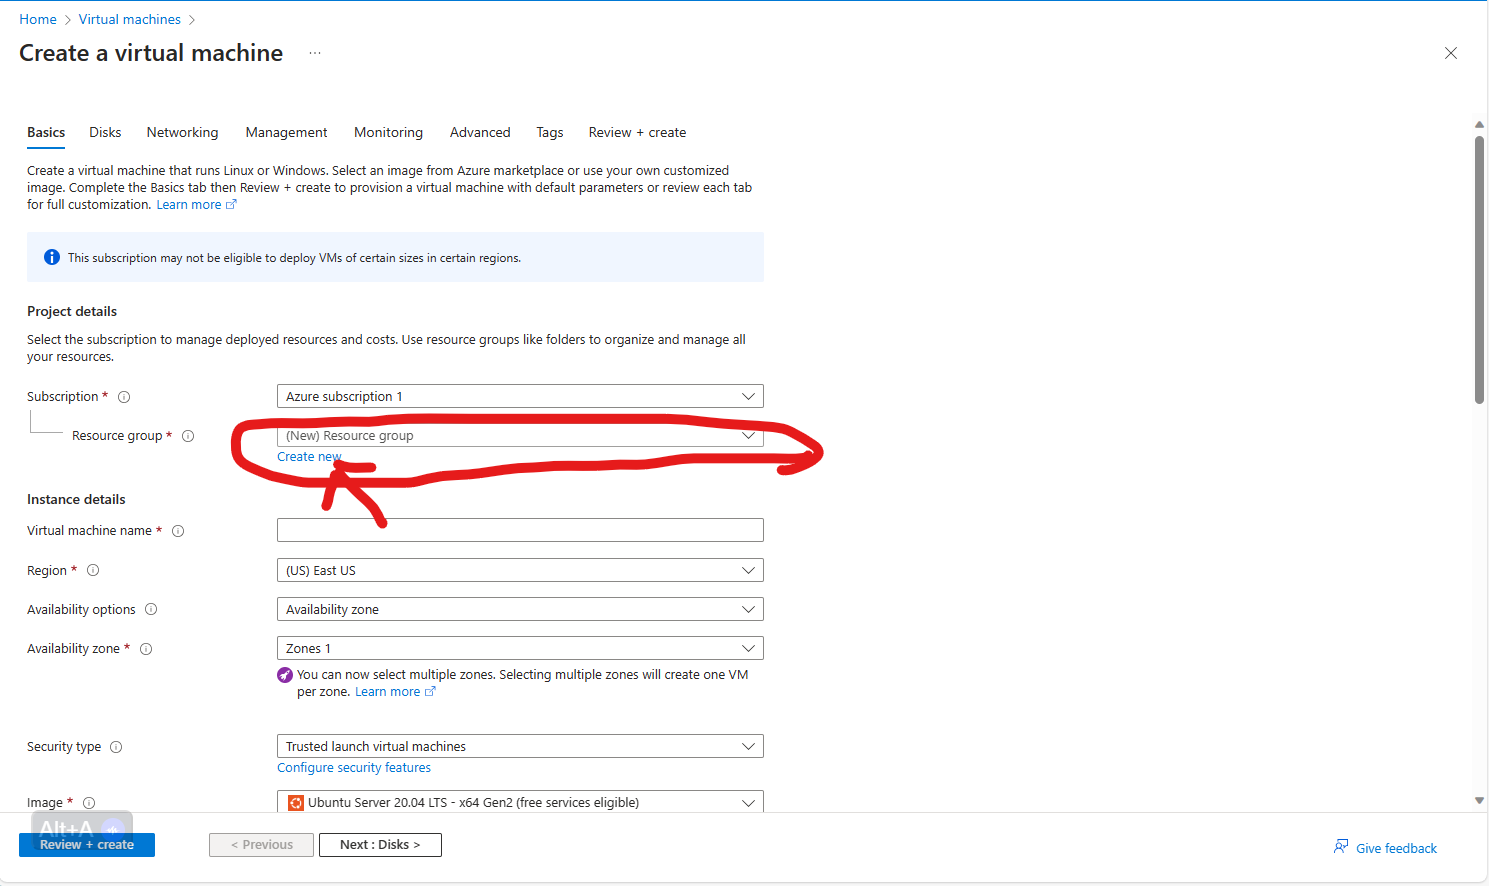 Home > Virtual machines >
Create a virtual machine ...
Basics Disks Networking Management Monitoring Advanced Tags Review + create
Create a virtual machine that runs Linux or Windows. Select an image from Azure marketplace or use your own customized
image. Complete the Basics tab then Review + create to provision a virtual machine with default parameters or review each tab
for full customization. Learn more
This subscription may not be eligible to deploy VMs of certain sizes in certain regions.
Project details
Select the subscription to manage deployed resources and costs. Use resource groups like folders to organize and manage all
your resources.
Subscription * Azure subscription 1
Resource group * (New) Resource group
Create new
Instance details
Virtual machine name *
Region * (US) East US
Availability options Availability zone
Availability zone * Zones 1
You can now select multiple zones. Selecting multiple zones will create one VM
per zone. Learn more
Security type Trusted launch virtual machines
Configure security features
Image * Ubuntu Server 20.04 LTS - x64 Gen2 (free services eligible)
Alt+A
Review + create < Previous Next : Disks > Give feedback